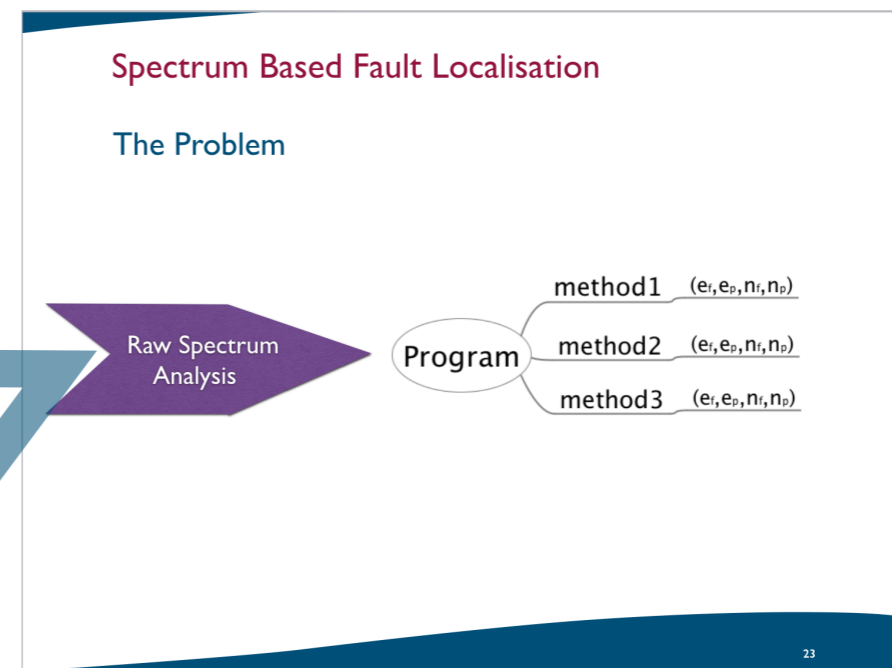 Spectrum Based Fault Localisation
The Problem
Raw Spectrum
Analysis
Program
method1 (ef,ep,nf,np)
method2 (ef,ep,nf,np)
method3 (ef,ep,nf,np)
23